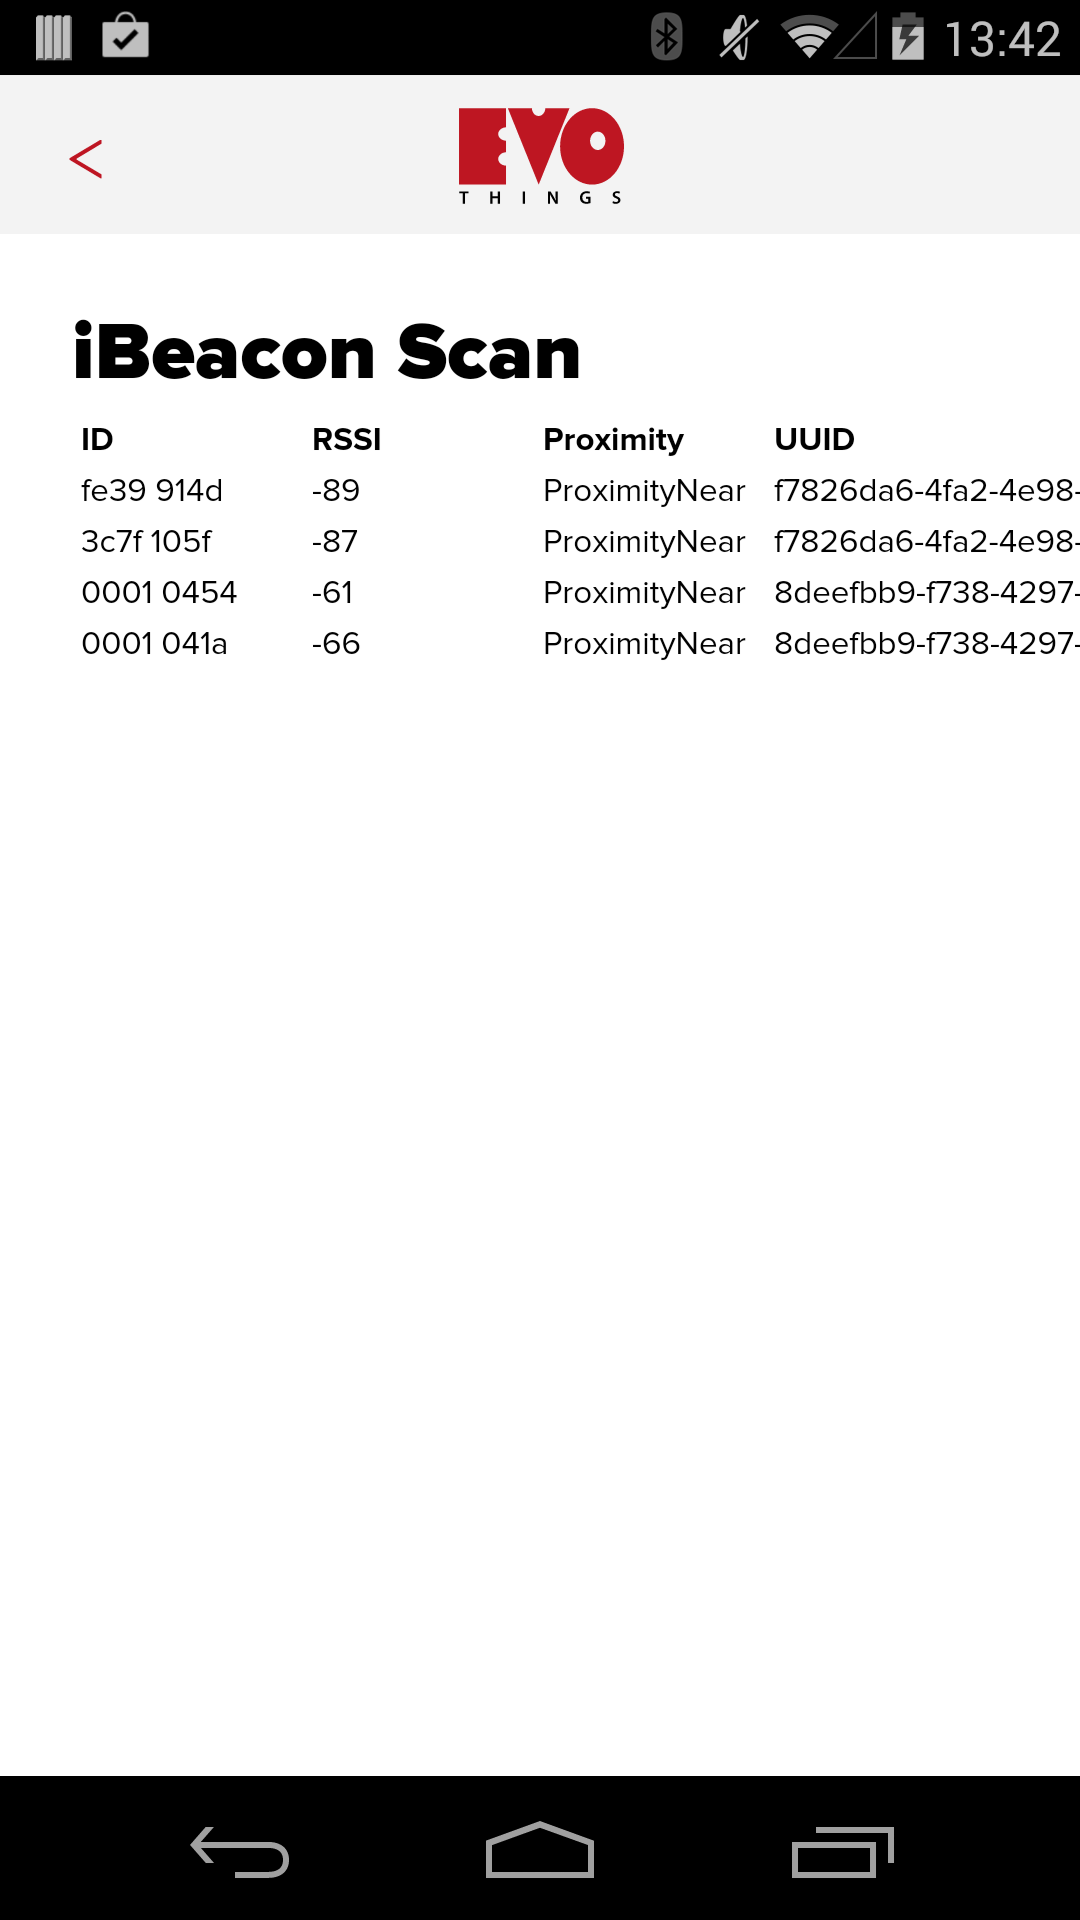 13:42
<
EVO
THINGS
iBeacon Scan
ID RSSI Proximity UUID
fe39 914d -89 ProximityNear f7826da6-4fa2-4e98-
3c7f 105f -87 ProximityNear f7826da6-4fa2-4e98-
0001 0454 -61 ProximityNear 8deefbb9-f738-4297-
0001 041a -66 ProximityNear 8deefbb9-f738-4297-